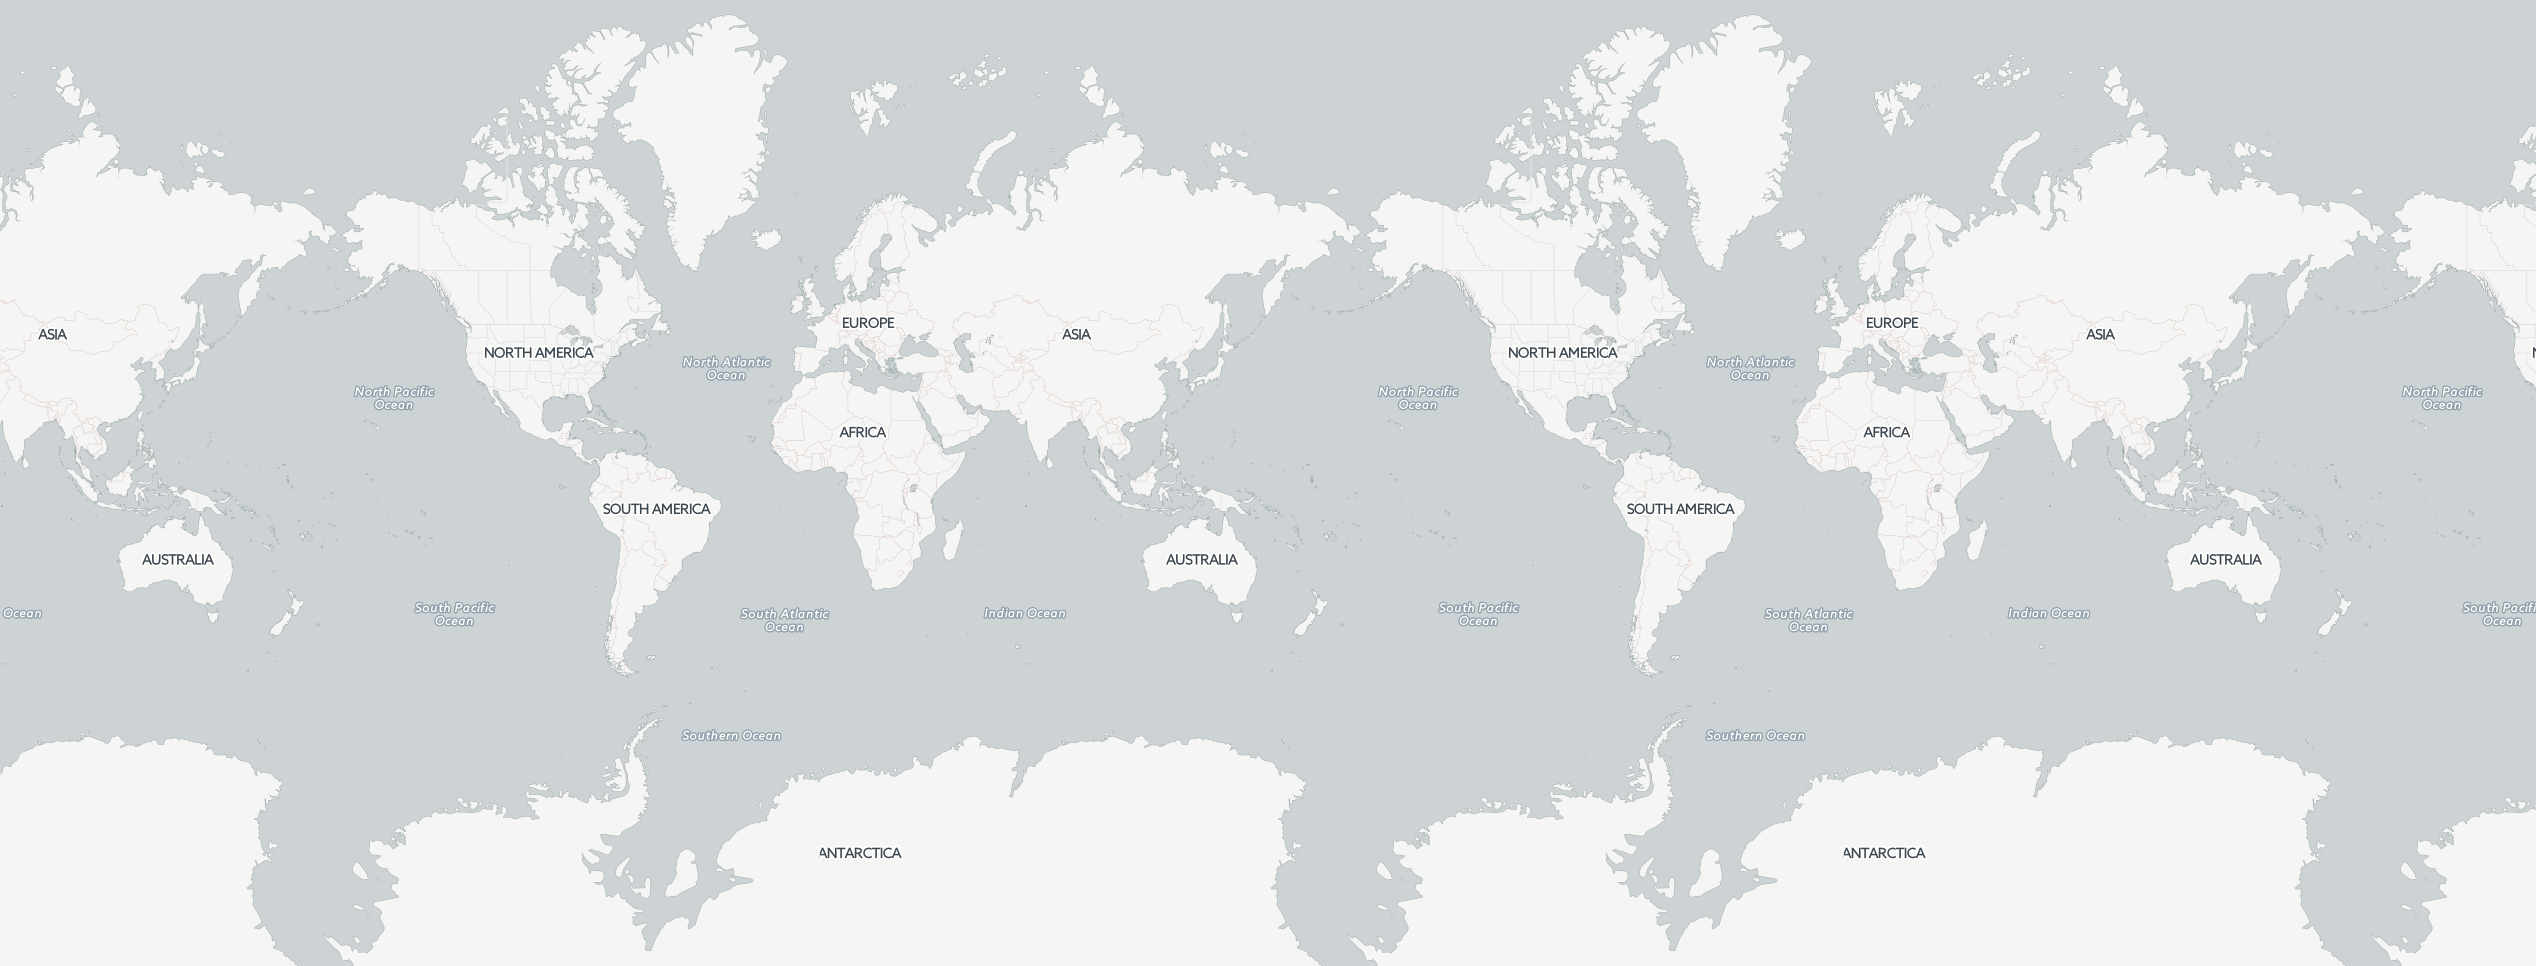 ASIA
EUROPE
ASIA
EUROPE
ASIA
NORTH AMERICA
NORTH AMERICA
N
North Atlantic
Ocean
North Atlantic
Ocean
North Pacific
Ocean
North Pacific
Ocean
North Pacific
Ocean
AFRICA
AFRICA
SOUTH AMERICA
SOUTH AMERICA
AUSTRALIA
AUSTRALIA
AUSTRALIA
Ocean
South Pacific
Ocean
South Atlantic
Ocean
Indian Ocean
South Pacific
Ocean
South Atlantic
Ocean
Indian Ocean
South Pacifi
Ocean
Southern Ocean
Southern Ocean
ANTARCTICA
ANTARCTICA